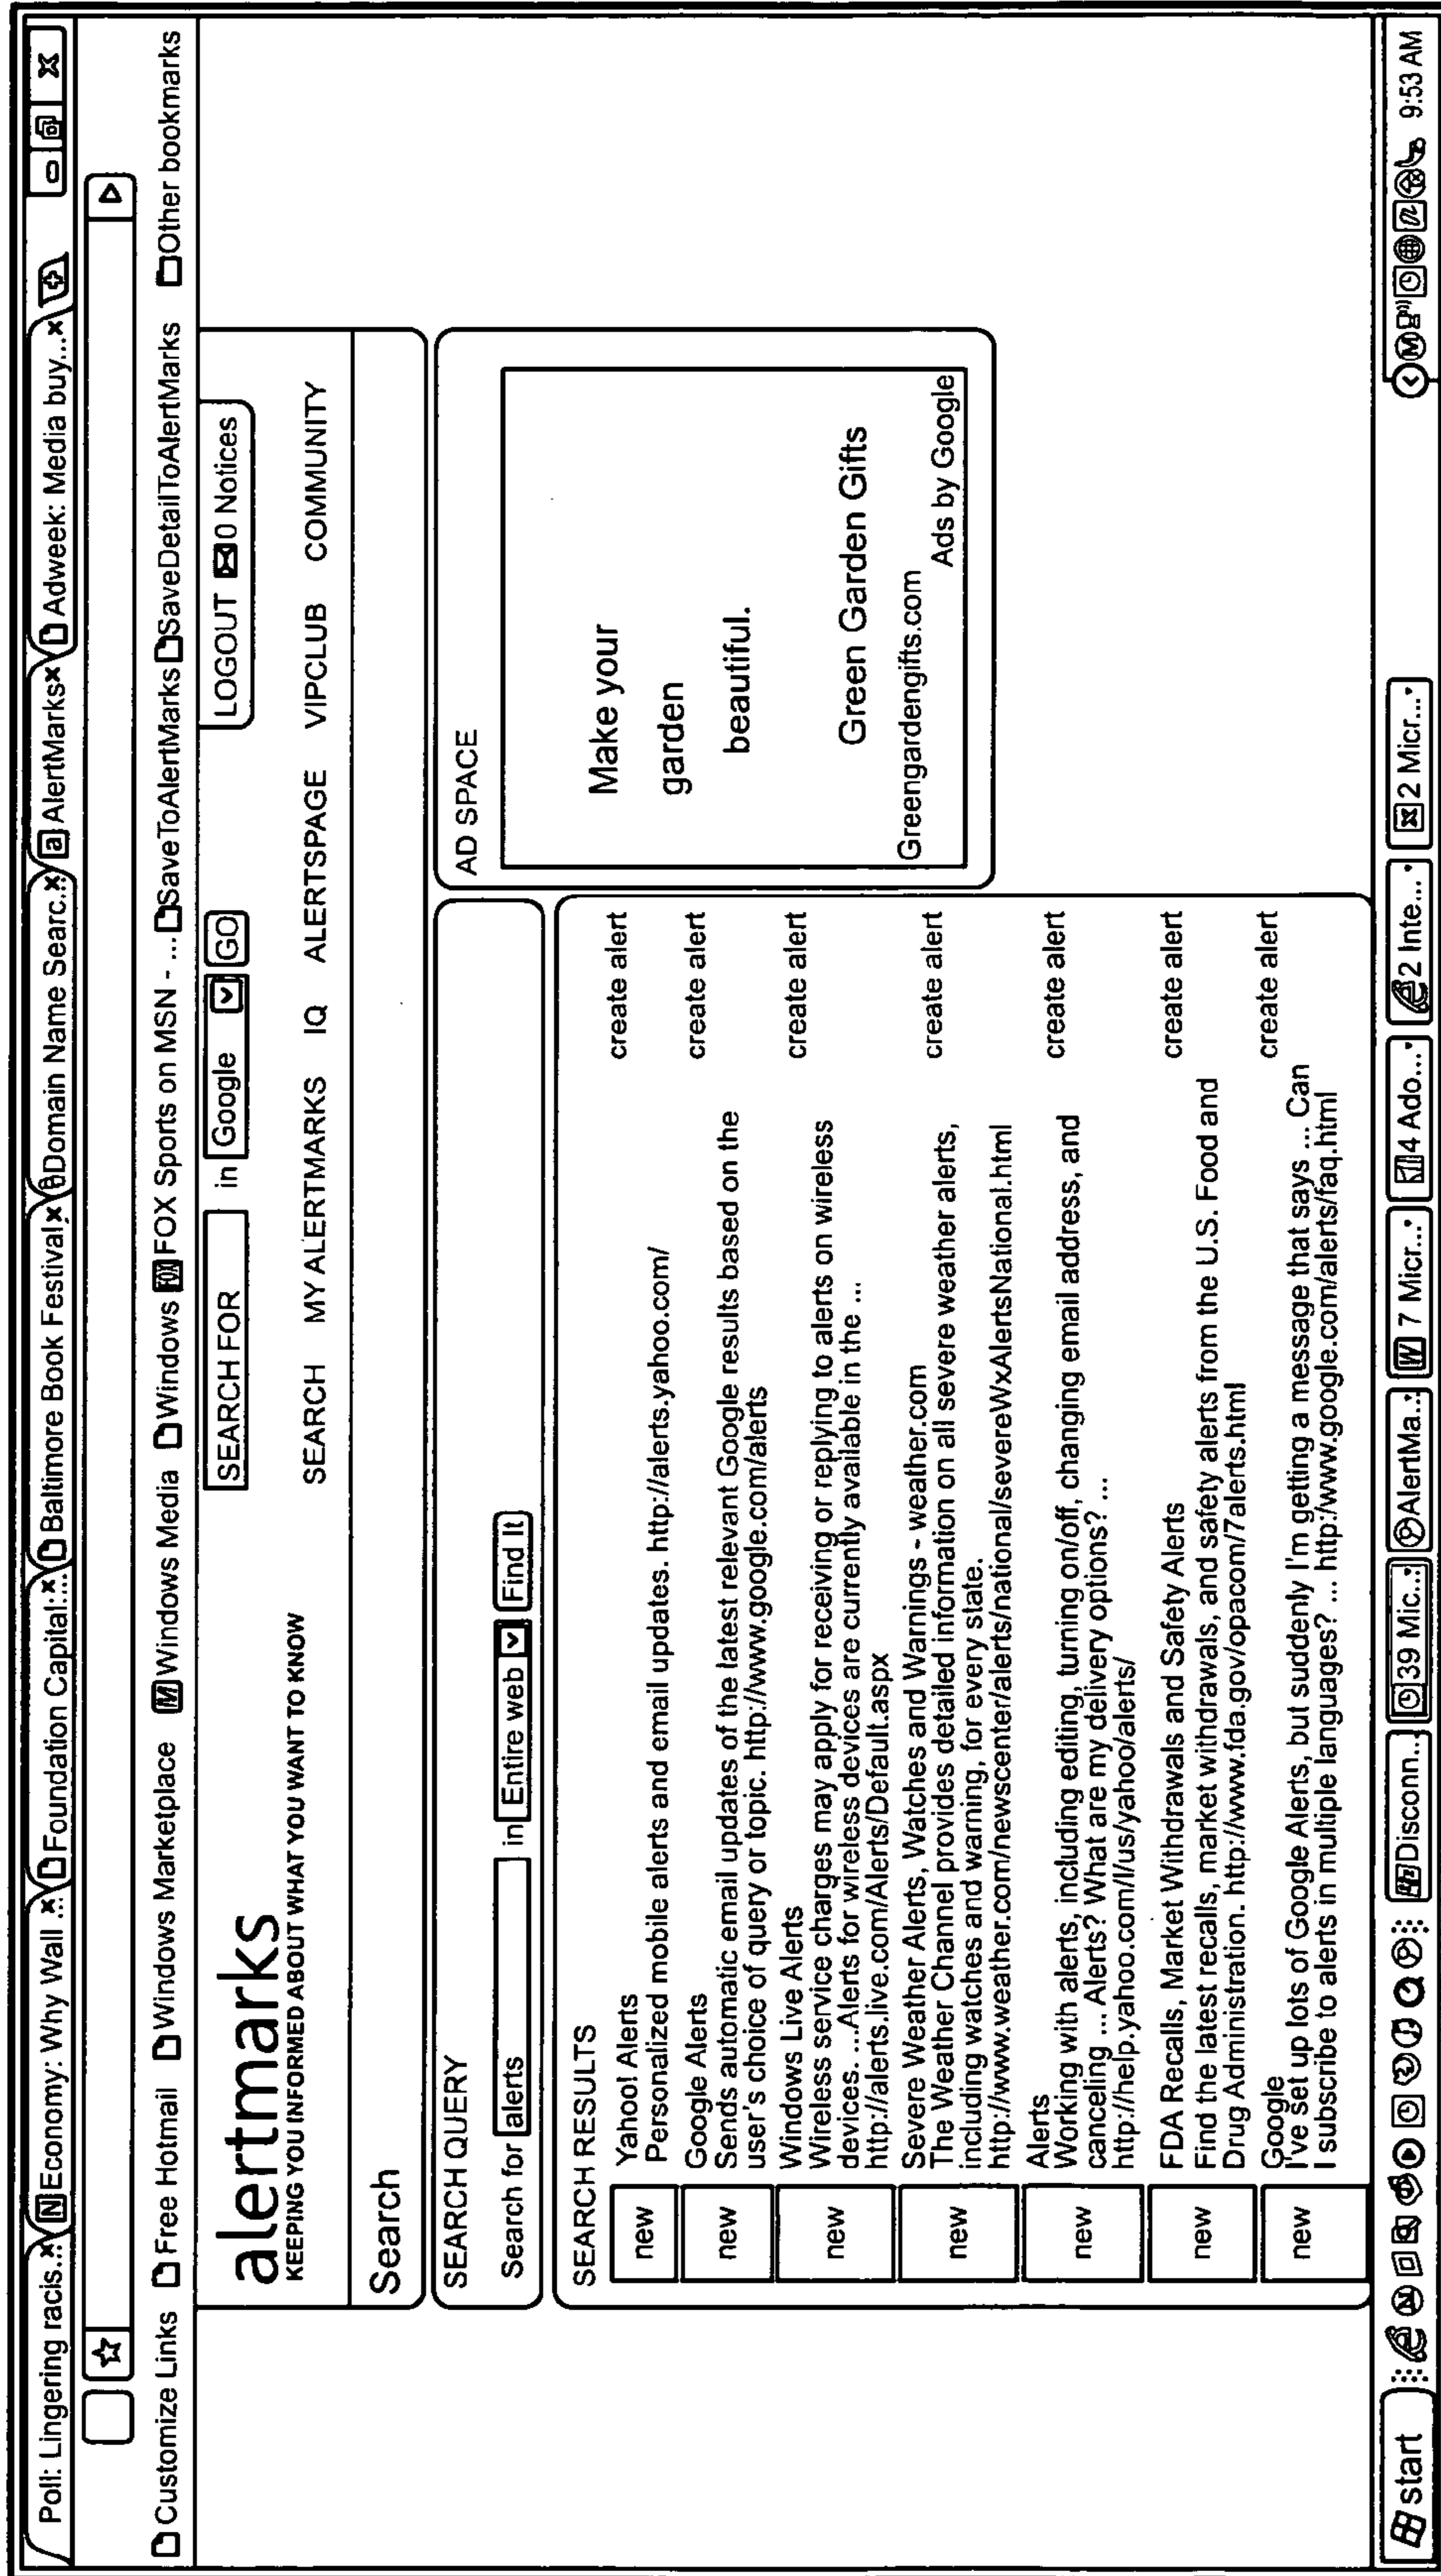 Poll: Lingering racis..x NEconomy: Why Wall ...x Foundation Capital:...x Baltimore Book Festival x Domain Name Searc..x a AlertMarks x Adweek: Media buy...x
Customize Links Free Hotmail Windows Marketplace Windows Media Windows FOX FOX Sports on MSN - ... SaveToAlertMarks SaveDetailToAlertMarks Other bookmarks
alertmarks
KEEPING YOU INFORMED ABOUT WHAT YOU WANT TO KNOW
SEARCH FOR in Google GO
LOGOUT 0 Notices
SEARCH MY ALERTMARKS IQ ALERTSPAGE VIPCLUB COMMUNITY
Search
SEARCH QUERY
Search for alerts in Entire web Find It
SEARCH RESULTS
new
Yahoo! Alerts create alert
Personalized mobile alerts and email updates. http://alerts.yahoo.com/
new
Google Alerts create alert
Sends automatic email updates of the latest relevant Google results based on the
user's choice of query or topic. http://www.google.com/alerts
new
Windows Live Alerts create alert
Wireless service charges may apply for receiving or replying to alerts on wireless
devices. ...Alerts for wireless devices are currently available in the ...
http://alerts.live.com/Alerts/Default.aspx
new
Severe Weather Alerts, Watches and Warnings - weather.com create alert
The Weather Channel provides detailed information on all severe weather alerts,
including watches and warning, for every state.
http://www.weather.com/newscenter/alerts/national/severeWxAlertsNational.html
new
Alerts create alert
Working with alerts, including editing, turning on/off, changing email address, and
canceling ... Alerts? What are my delivery options? ...
http://help.yahoo.com/l/us/yahoo/alerts/
new
FDA Recalls, Market Withdrawals and Safety Alerts create alert
Find the latest recalls, market withdrawals, and safety alerts from the U.S. Food and
Drug Administration. http://www.fda.gov/opacom/7alerts.html
new
Google create alert
I've set up lots of Google Alerts, but suddenly I'm getting a message that says ... Can
I subscribe to alerts in multiple languages? ... http:/www.google.com/alerts/faq.html
AD SPACE
Make your
garden
beautiful.
Green Garden Gifts
Greengardengifts.com
Ads by Google
start Disconn... 39 Mic... AlertMa... W 7 Micr... 4 Ado... 2 Inte... 2 Micr... 9:53 AM